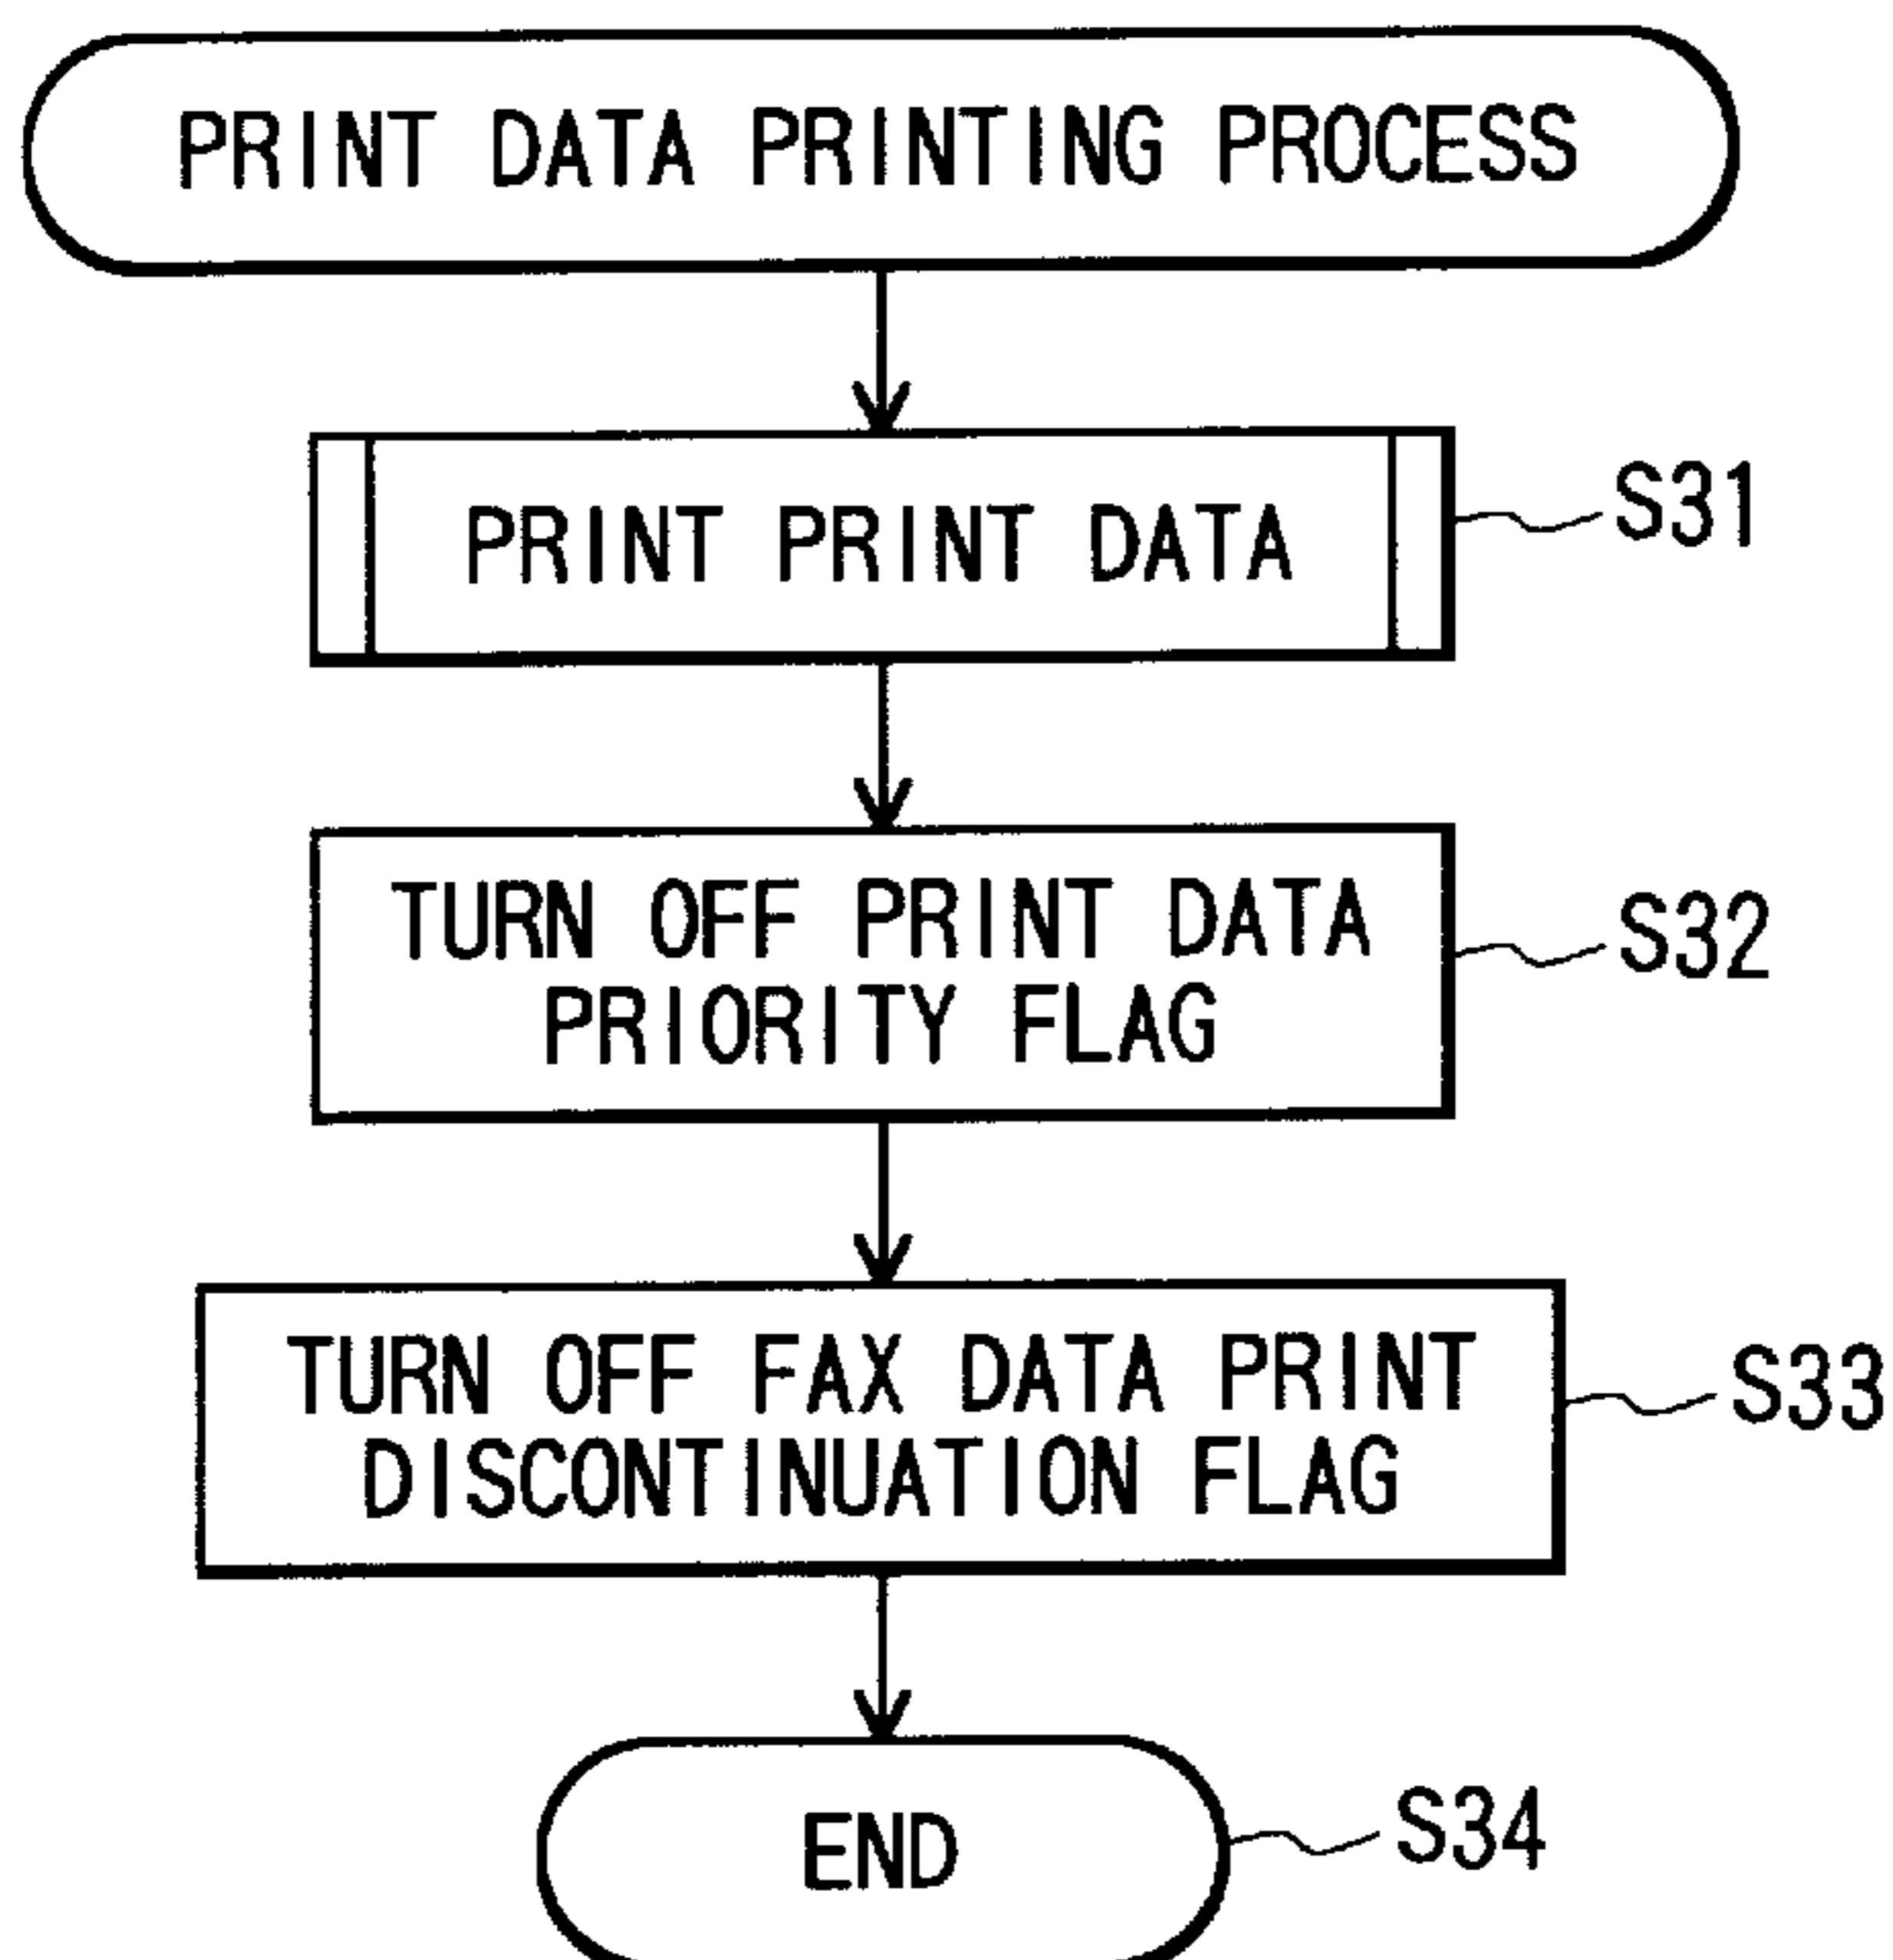 PRINT DATA PRINTING PROCESS
PRINT PRINT DATA
S31
TURN OFF PRINT DATA
PRIORITY FLAG
S32
TURN OFF FAX DATA PRINT
DISCONTINUATION FLAG
S33
END
S34